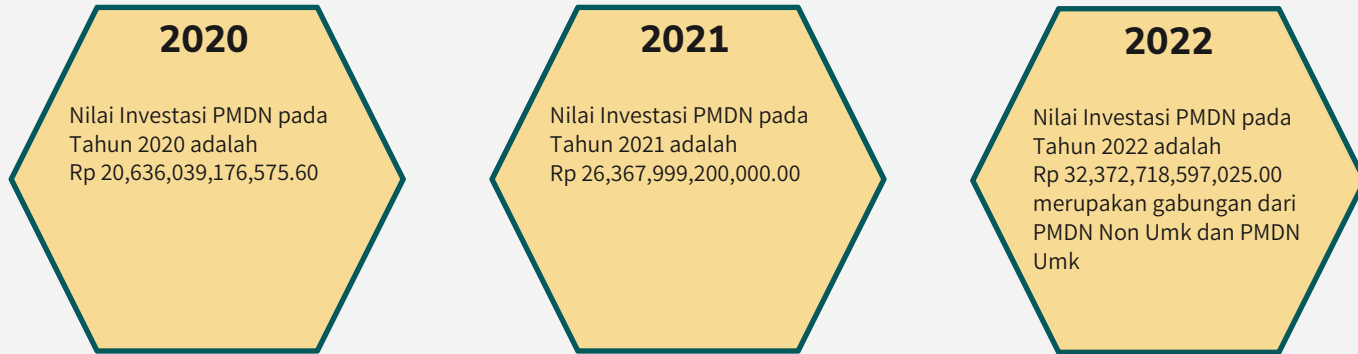 2020
Nilai Investasi PMDN pada
Tahun 2020 adalah
Rp 20,636,039,176,575.60
2021
Nilai Investasi PMDN pada
Tahun 2021 adalah
Rp 26,367,999,200,000.00
2022
Nilai Investasi PMDN pada
Tahun 2022 adalah
Rp 32,372,718,597,025.00
merupakan gabungan dari
PMDN Non Umk dan PMDN
Umk